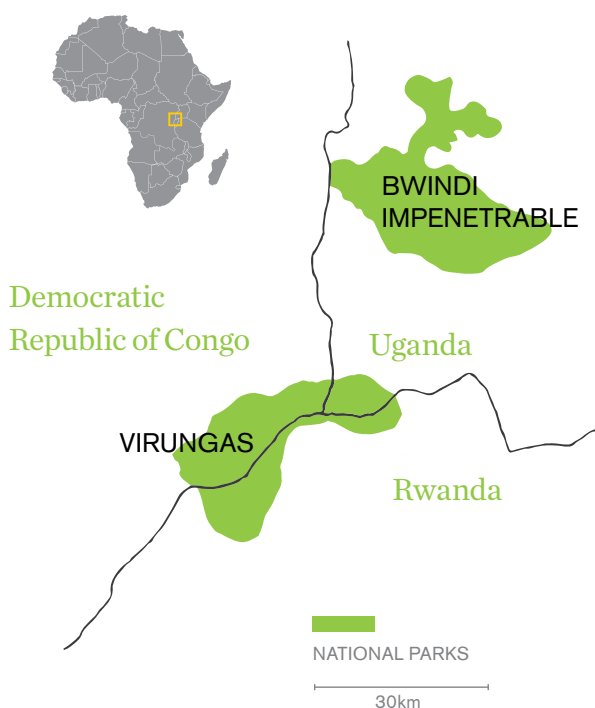 BWINDI
IMPENETRABLE
Democratic
Republic of Congo
Uganda
VIRUNGAS
Rwanda
NATIONAL PARKS
30km